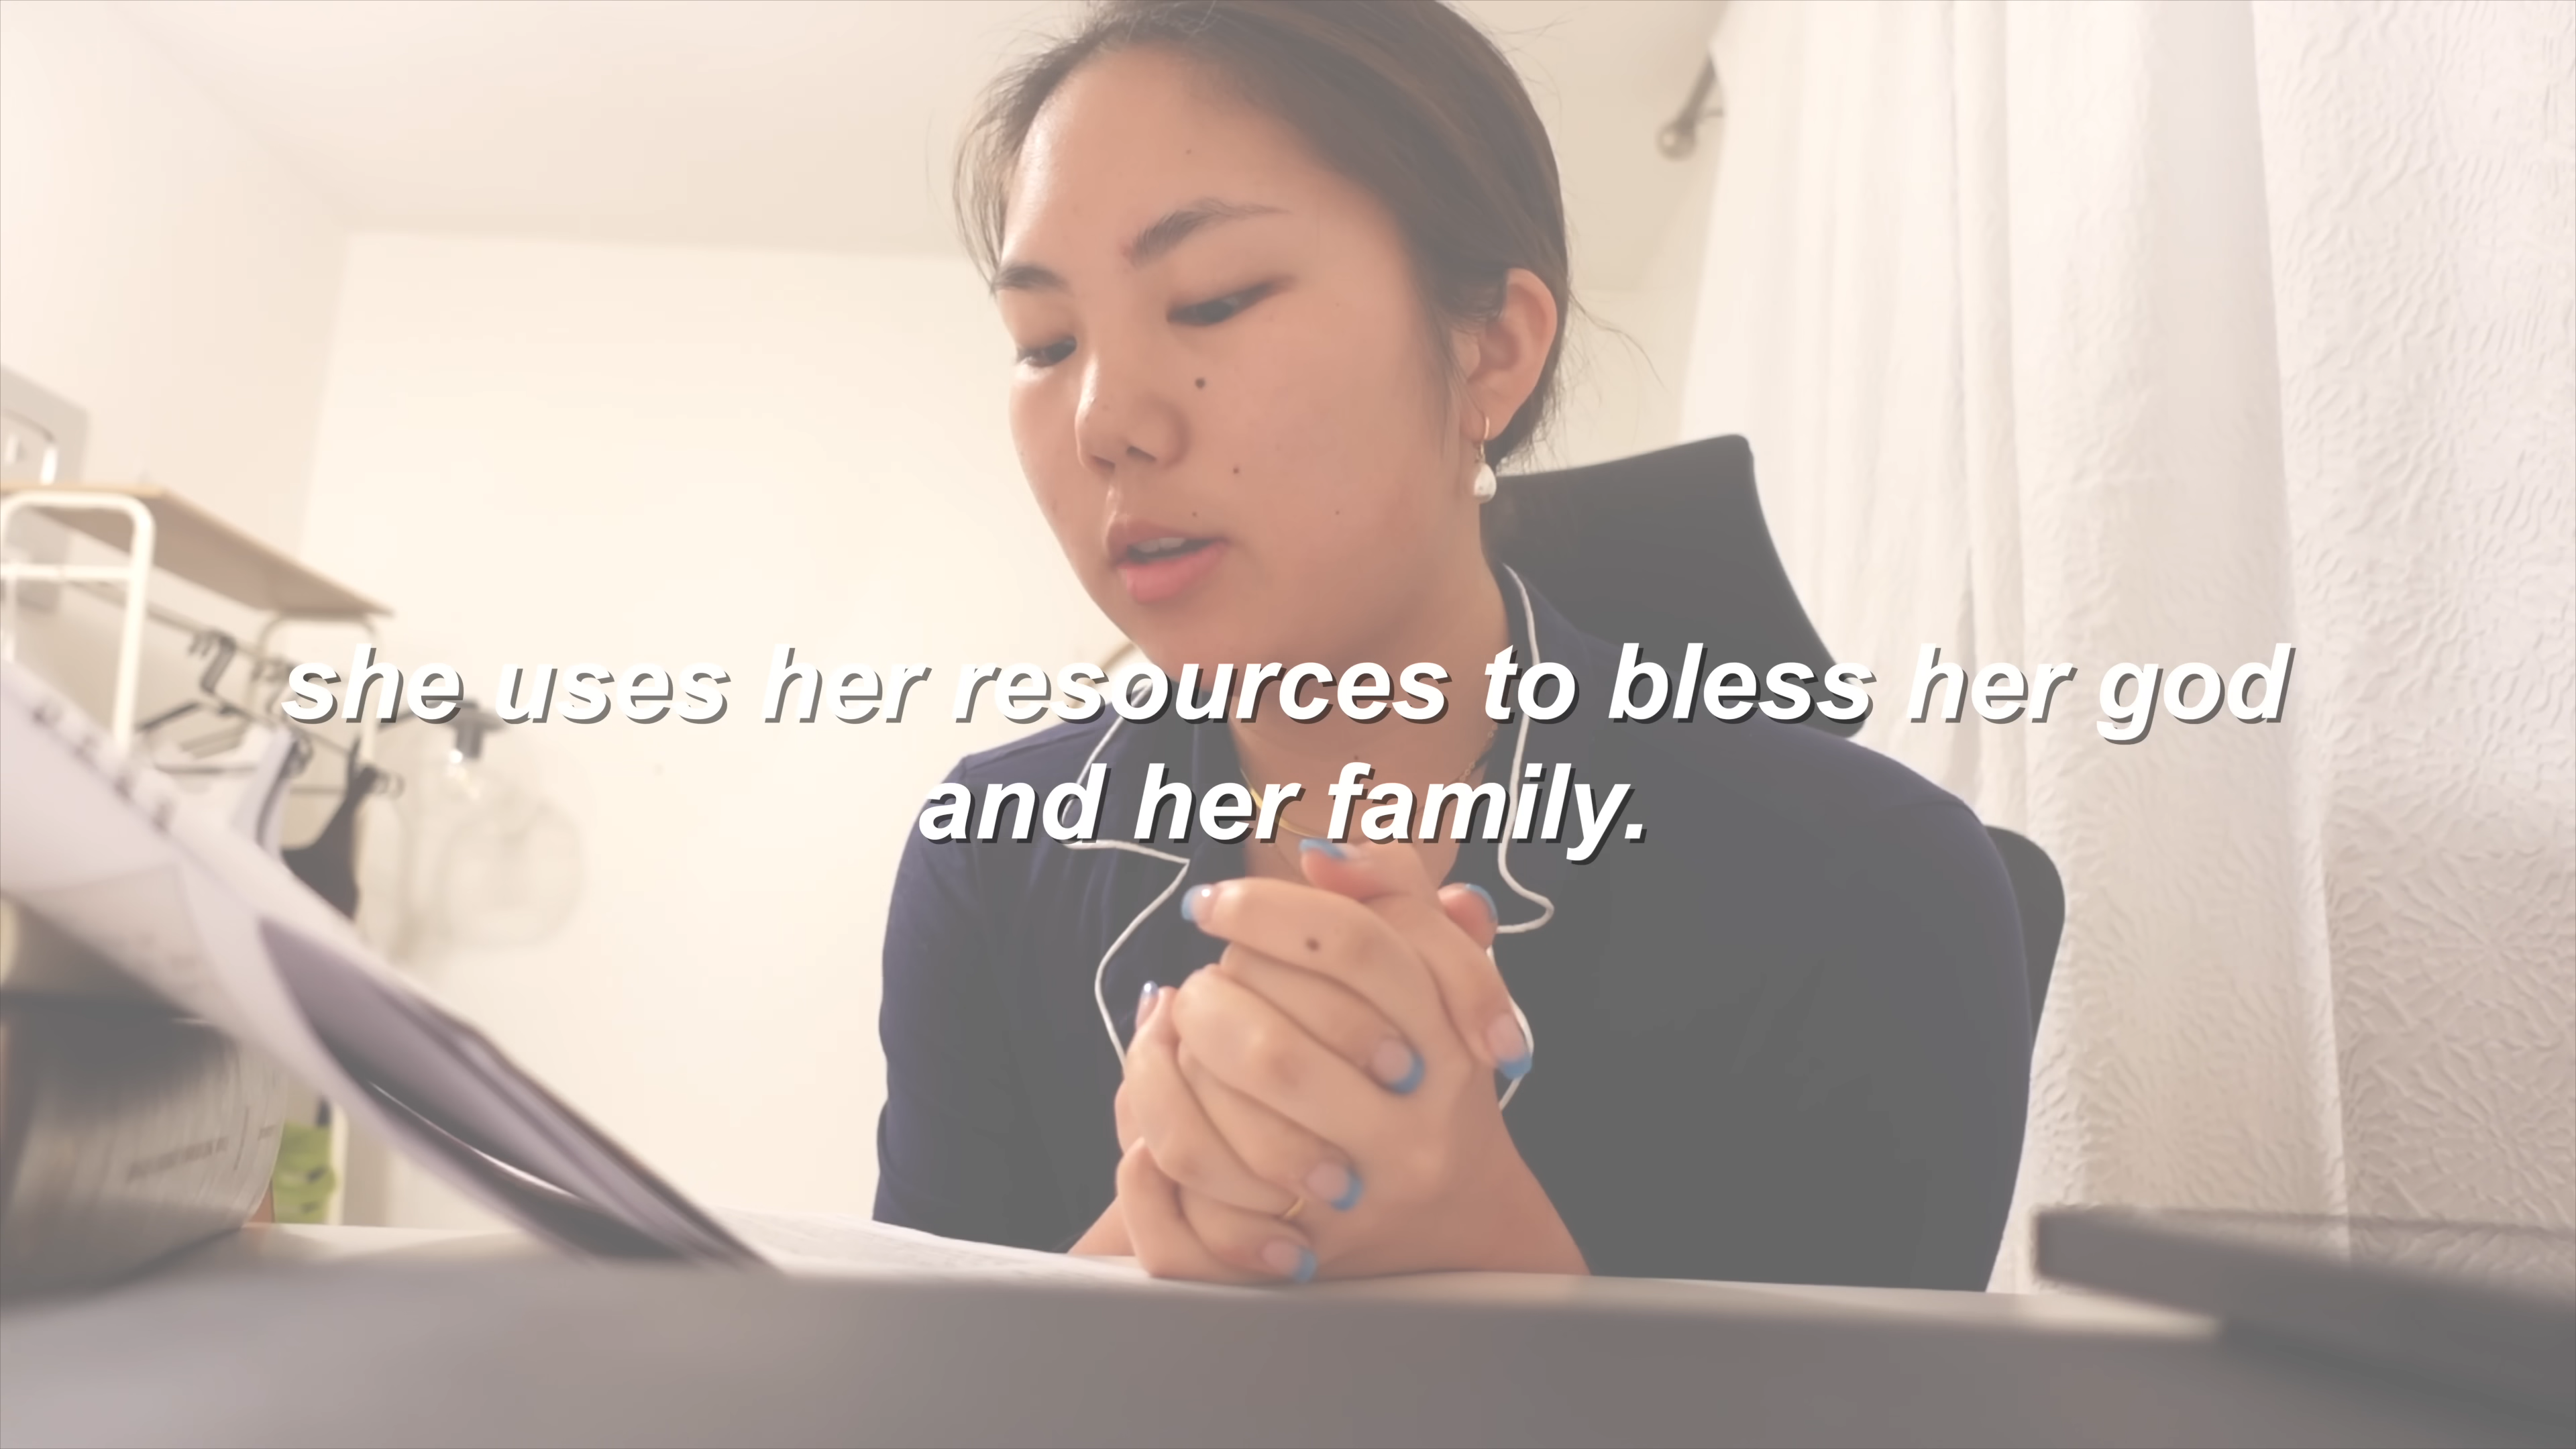 she uses her resources to bless her god
and her family.